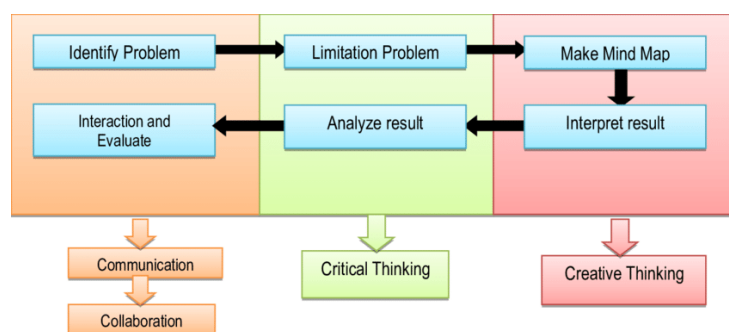 Identify Problem
Limitation Problem
Make Mind Map
Interaction and
Evaluate
Analyze result
Interpret result
Communication
Critical Thinking
Creative Thinking
Collaboration